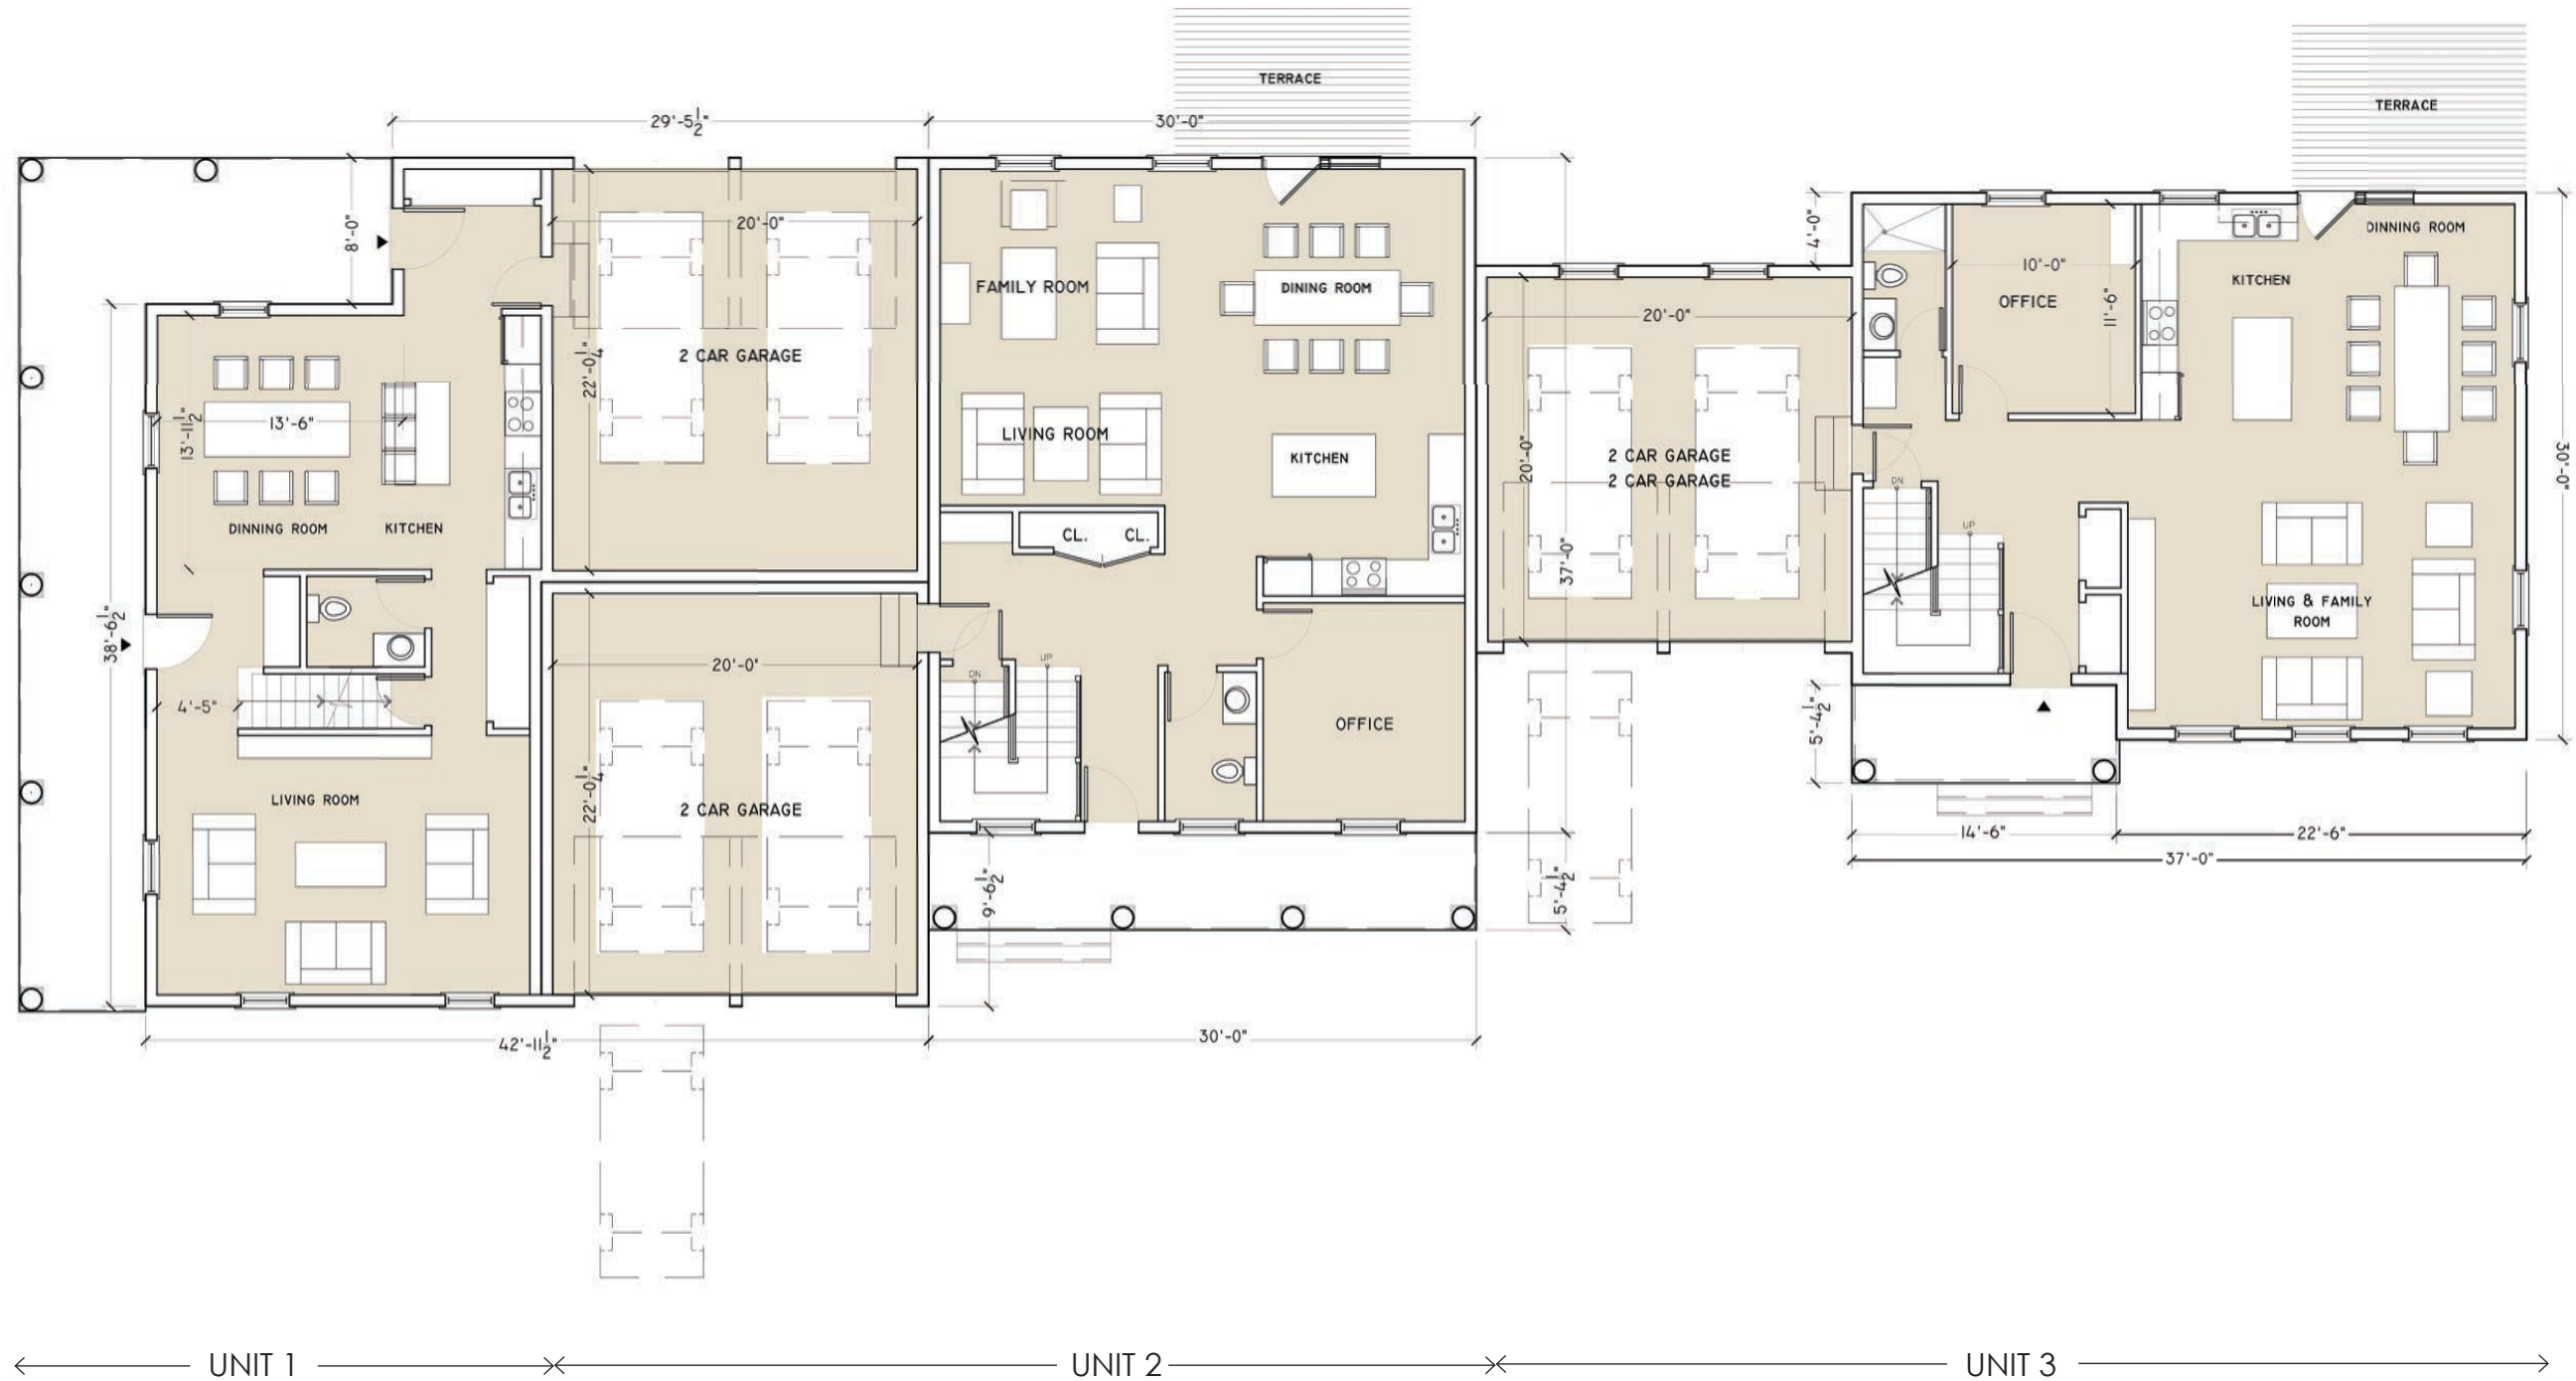 TERRACE
TERRACE
29'-5 1/2"
30'-0"
8'-0"
20'-0"
4'-0"
DINNING ROOM
10'-0"
KITCHEN
FAMILY ROOM
DINING ROOM
OFFICE
11'-6"
20'-0"
22'-0 1/4"
2 CAR GARAGE
13'-11 1/2"
13'-6"
LIVING ROOM
KITCHEN
2 CAR GARAGE
2 CAR GARAGE
20'-0"
30'-0"
DN
DINNING ROOM
KITCHEN
CL.
CL.
UP
37'-0"
LIVING & FAMILY
ROOM
38'-6 1/2"
20'-0"
UP
DN
4'-5"
OFFICE
5'-4 1/2"
LIVING ROOM
22'-0 1/4"
2 CAR GARAGE
14'-6"
22'-6"
37'-0"
9'-6 1/2"
5'-4 1/2"
42'-11 1/2"
30'-0"
UNIT 1
UNIT 2
UNIT 3